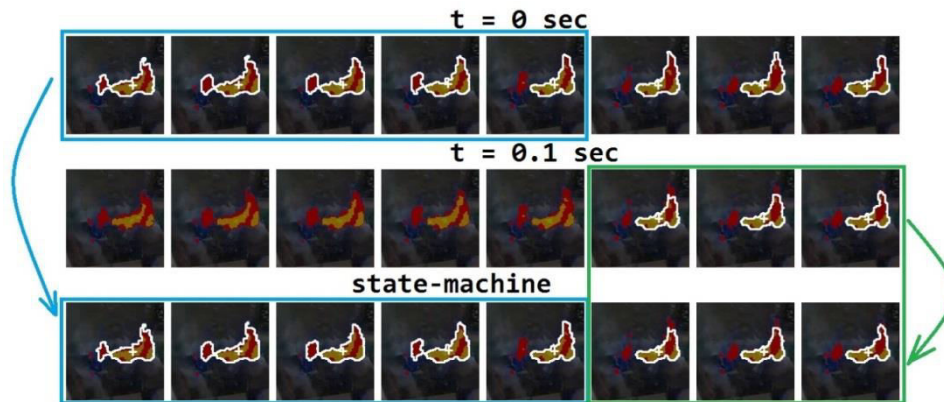 t = 0 sec
t = 0.1 sec
state-machine